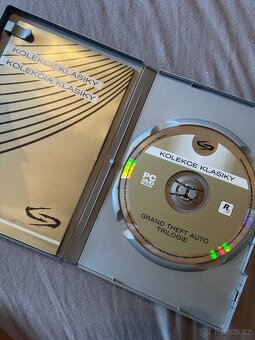 KOLEKCE KLASIKY
KOLEKCIA KLASIKY
KOLEKCE KLASIKY
PC
DVD
R
GRAND THEFT AUTO
TRILOGIE